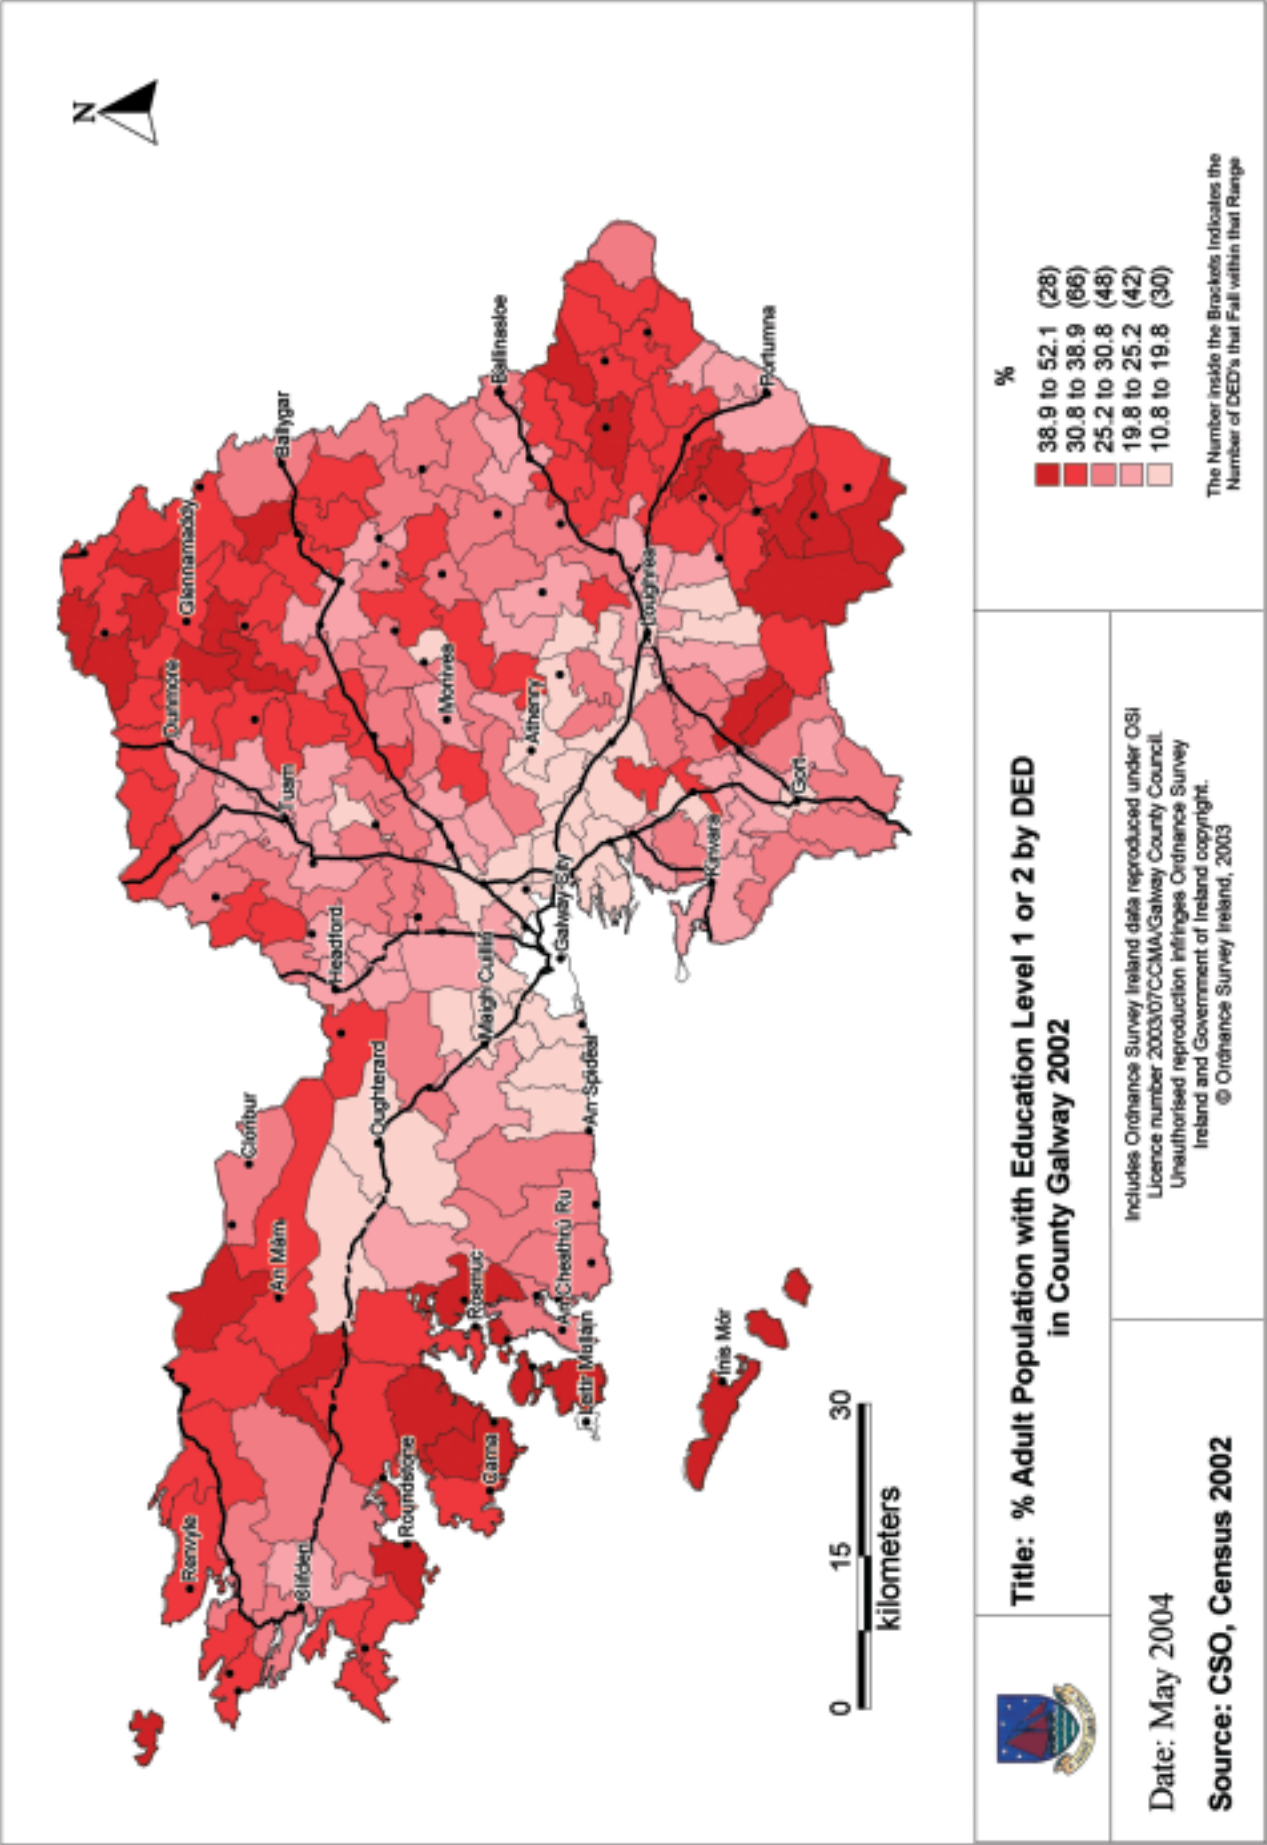 N
Renvyle
Clifden
Roundstone
Carna
An Mám
Clonbur
Rosmuc
An Cheathrú Ru
Lettir Mallain
Inis Mór
Oughterard
An Spidéal
Maigh Cuilin
Headford
Galway City
Tuam
Dunmore
Glennamaddy
Ballygar
Monivea
Athenry
Ballinasloe
Loughrea
Portumna
Kinvara
Gort
0 15 30
kilometers
%
38.9 to 52.1 (28)
30.8 to 38.9 (66)
25.2 to 30.8 (48)
19.8 to 25.2 (42)
10.8 to 19.8 (30)
The Number inside the Brackets Indicates the
Number of DED's that Fall within that Range
Title: % Adult Population with Education Level 1 or 2 by DED
in County Galway 2002
Date: May 2004
Source: CSO, Census 2002
Includes Ordnance Survey Ireland data reproduced under OSi
Licence number 2003/07CCMA/Galway County Council.
Unauthorised reproduction infringes Ordnance Survey
Ireland and Government of Ireland copyright.
© Ordnance Survey Ireland, 2003